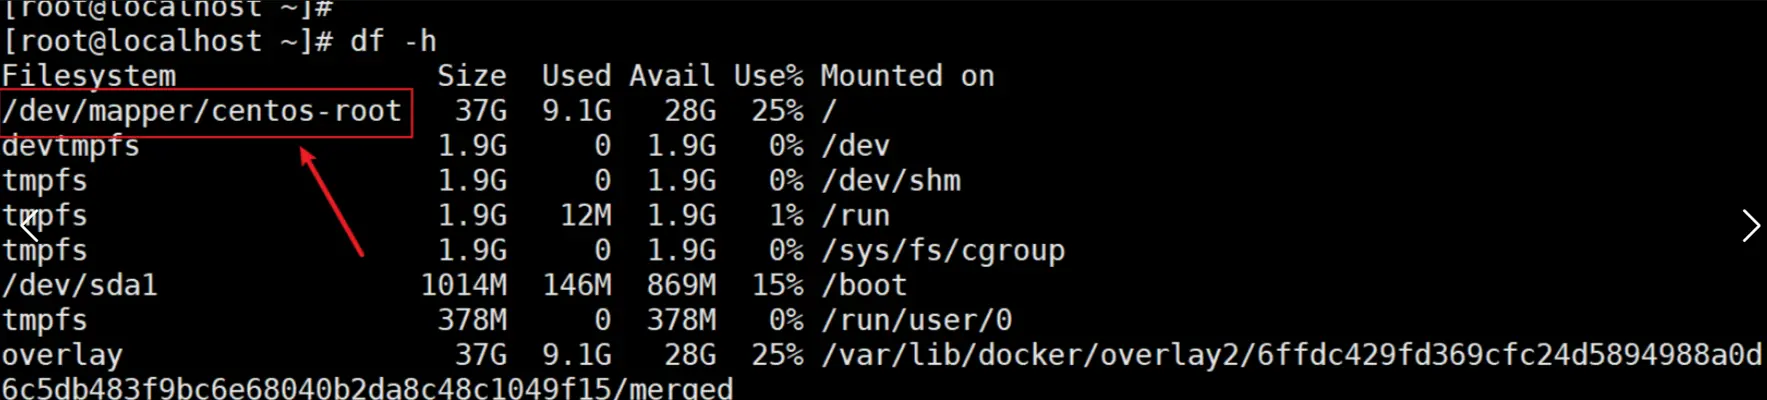 [root@localhost ~]#
[root@localhost ~]# df -h
Filesystem Size Used Avail Use% Mounted on
/dev/mapper/centos-root 37G 9.1G 28G 25% /
devtmpfs 1.9G 0 1.9G 0% /dev
tmpfs 1.9G 0 1.9G 0% /dev/shm
tmpfs 1.9G 12M 1.9G 1% /run
tmpfs 1.9G 0 1.9G 0% /sys/fs/cgroup
/dev/sda1 1014M 146M 869M 15% /boot
tmpfs 378M 0 378M 0% /run/user/0
overlay 37G 9.1G 28G 25% /var/lib/docker/overlay2/6ffdc429fd369cfc24d5894988a0d
6c5db483f9bc6e68040b2da8c48c1049f15/merged